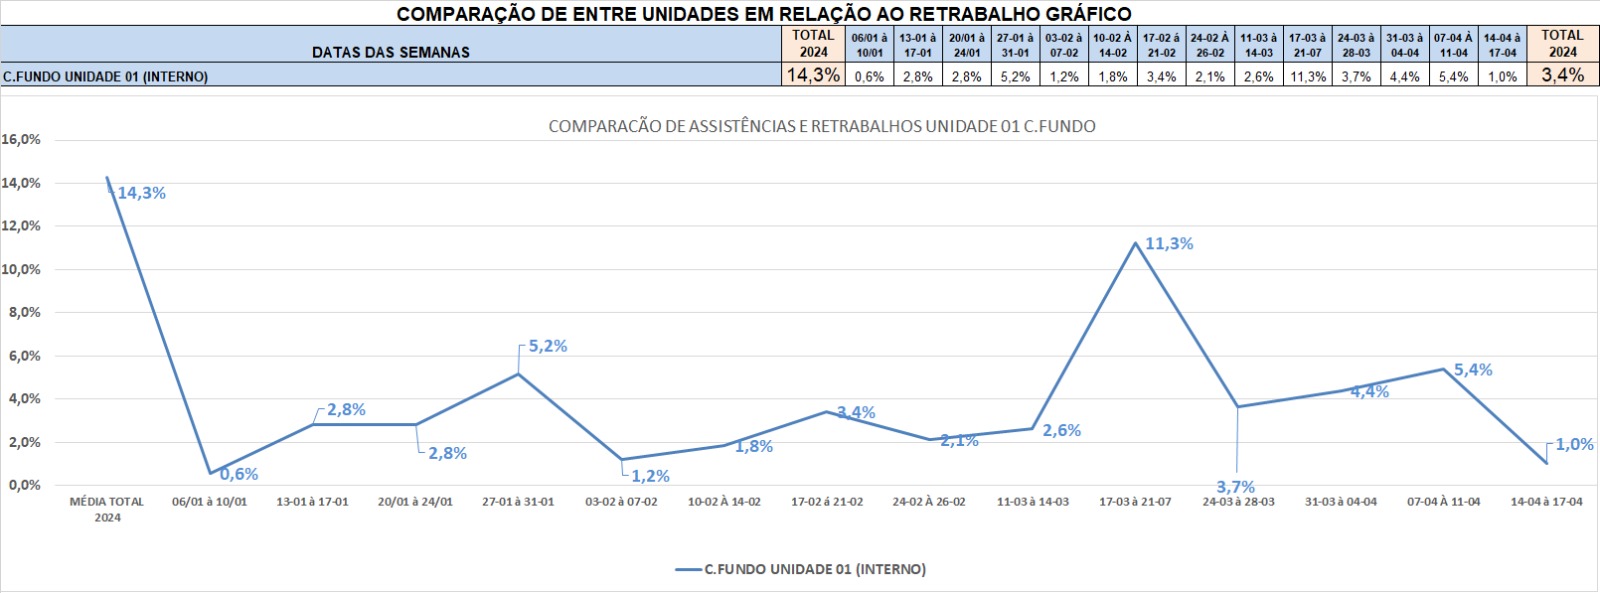 COMPARAÇÃO DE ENTRE UNIDADES EM RELAÇÃO AO RETRABALHO GRÁFICO
DATAS DAS SEMANAS
TOTAL 2024
06/01 à 10/01
13-01 à 17-01
20/01 à 24/01
27-01 à 31-01
03-02 à 07-02
10-02 À 14-02
17-02 à 21-02
24-02 À 26-02
11-03 à 14-03
17-03 à 21-07
24-03 à 28-03
31-03 à 04-04
07-04 À 11-04
14-04 à 17-04
TOTAL 2024
C.FUNDO UNIDADE 01 (INTERNO) 14,3% 0,6% 2,8% 2,8% 5,2% 1,2% 1,8% 3,4% 2,1% 2,6% 11,3% 3,7% 4,4% 5,4% 1,0% 3,4%
COMPARACÃO DE ASSISTÊNCIAS E RETRABALHOS UNIDADE 01 C.FUNDO
16,0%
14,0%
12,0%
10,0%
8,0%
6,0%
4,0%
2,0%
0,0%
14,3%
0,6%
2,8%
2,8%
5,2%
1,2%
1,8%
3,4%
2,1%
2,6%
11,3%
3,7%
4,4%
5,4%
1,0%
MÉDIA TOTAL 2024
06/01 à 10/01
13-01 à 17-01
20/01 à 24/01
27-01 à 31-01
03-02 à 07-02
10-02 À 14-02
17-02 à 21-02
24-02 À 26-02
11-03 à 14-03
17-03 à 21-07
24-03 à 28-03
31-03 à 04-04
07-04 À 11-04
14-04 à 17-04
C.FUNDO UNIDADE 01 (INTERNO)